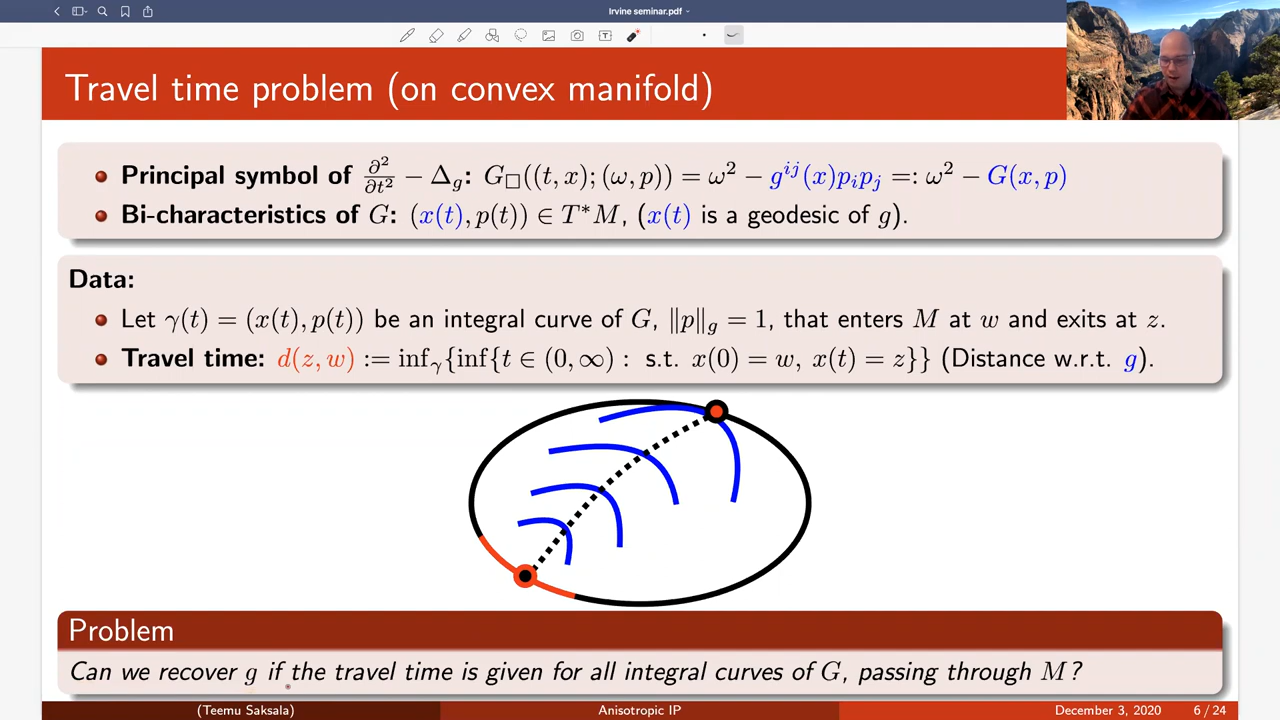 Irvine seminar.pdf
Travel time problem (on convex manifold)
Principal symbol of ∂²/∂t² − Δ_g: G_□((t, x); (ω, p)) = ω² − g^{ij}(x)p_i p_j =: ω² − G(x, p)
Bi-characteristics of G: (x(t), p(t)) ∈ T*M, (x(t) is a geodesic of g).
Data:
Let γ(t) = (x(t), p(t)) be an integral curve of G, ‖p‖_g = 1, that enters M at w and exits at z.
Travel time: d(z, w) := inf_γ{inf{t ∈ (0, ∞) : s.t. x(0) = w, x(t) = z}} (Distance w.r.t. g).
Problem
Can we recover g if the travel time is given for all integral curves of G, passing through M?
(Teemu Saksala) Anisotropic IP December 3, 2020 6 / 24